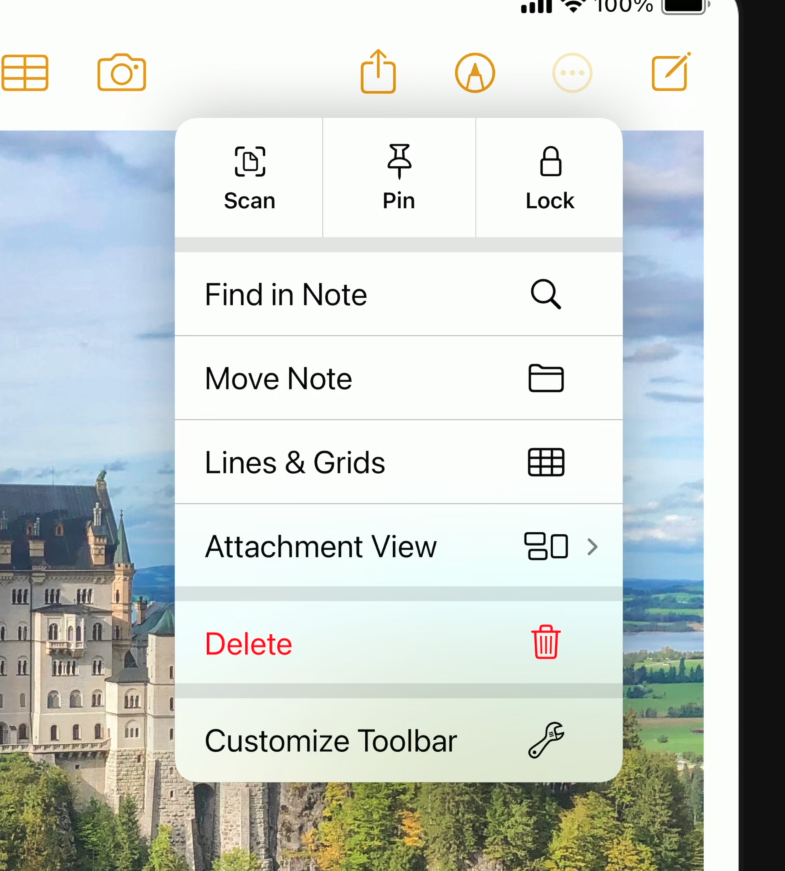 100%
Scan
Pin
Lock
Find in Note
Move Note
Lines & Grids
Attachment View
Delete
Customize Toolbar